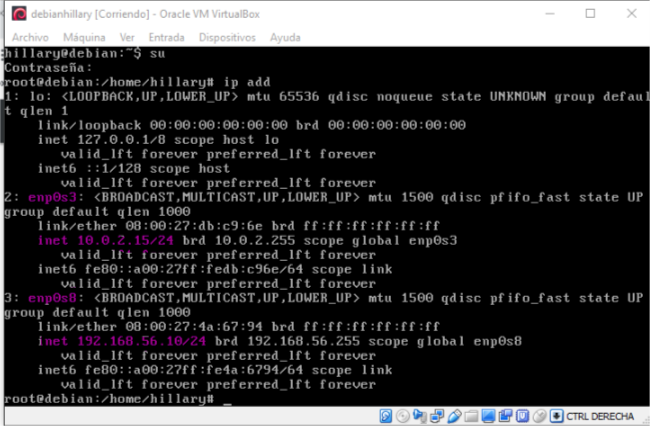 debianhillary [Corriendo] - Oracle VM VirtualBox
Archivo Máquina Ver Entrada Dispositivos Ayuda
hillary@debian:~$ su
Contraseña:
root@debian:/home/hillary# ip add
1: lo: <LOOPBACK,UP,LOWER_UP> mtu 65536 qdisc noqueue state UNKNOWN group defaul
t qlen 1
link/loopback 00:00:00:00:00:00 brd 00:00:00:00:00:00
inet 127.0.0.1/8 scope host lo
valid_lft forever preferred_lft forever
inet6 ::1/128 scope host
valid_lft forever preferred_lft forever
2: enp0s3: <BROADCAST,MULTICAST,UP,LOWER_UP> mtu 1500 qdisc pfifo_fast state UP
group default qlen 1000
link/ether 08:00:27:db:c9:6e brd ff:ff:ff:ff:ff:ff
inet 10.0.2.15/24 brd 10.0.2.255 scope global enp0s3
valid_lft forever preferred_lft forever
inet6 fe80::a00:27ff:fedb:c96e/64 scope link
valid_lft forever preferred_lft forever
3: enp0s8: <BROADCAST,MULTICAST,UP,LOWER_UP> mtu 1500 qdisc pfifo_fast state UP
group default qlen 1000
link/ether 08:00:27:4a:67:94 brd ff:ff:ff:ff:ff:ff
inet 192.168.56.10/24 brd 192.168.56.255 scope global enp0s8
valid_lft forever preferred_lft forever
inet6 fe80::a00:27ff:fe4a:6794/64 scope link
valid_lft forever preferred_lft forever
root@debian:/home/hillary# _
CTRL DERECHA